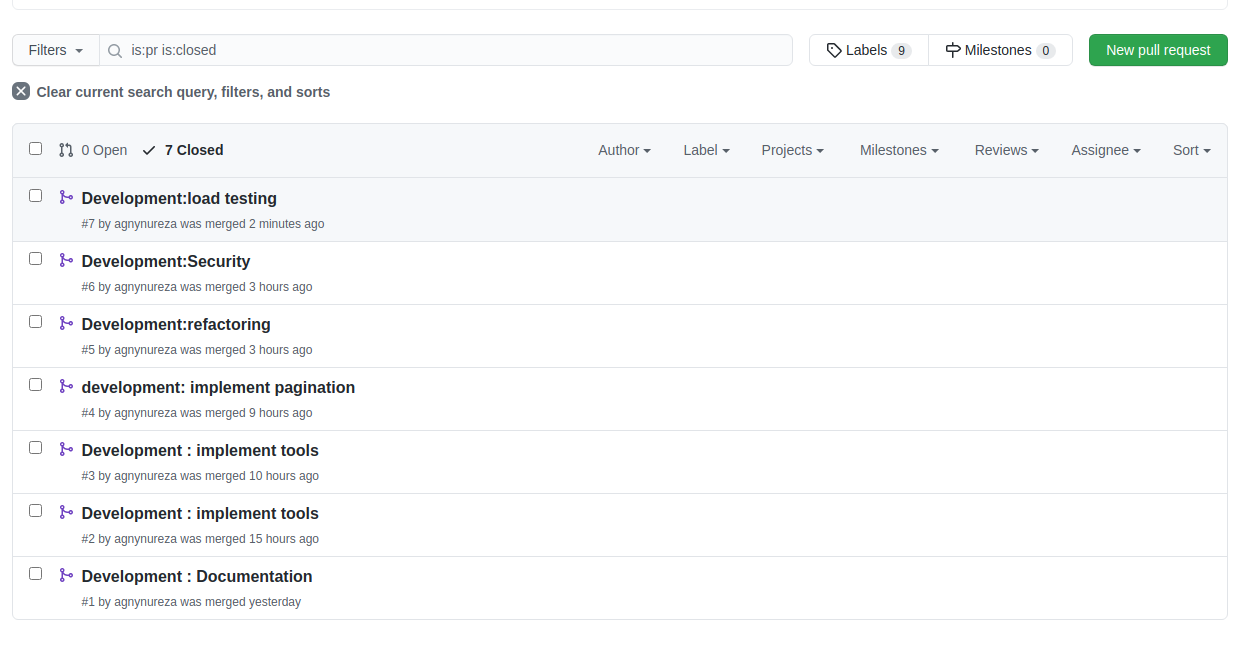 Filters is:pr is:closed Labels 9 Milestones 0 New pull request
Clear current search query, filters, and sorts
0 Open 7 Closed Author Label Projects Milestones Reviews Assignee Sort
Development:load testing
#7 by agnynureza was merged 2 minutes ago
Development:Security
#6 by agnynureza was merged 3 hours ago
Development:refactoring
#5 by agnynureza was merged 3 hours ago
development: implement pagination
#4 by agnynureza was merged 9 hours ago
Development : implement tools
#3 by agnynureza was merged 10 hours ago
Development : implement tools
#2 by agnynureza was merged 15 hours ago
Development : Documentation
#1 by agnynureza was merged yesterday